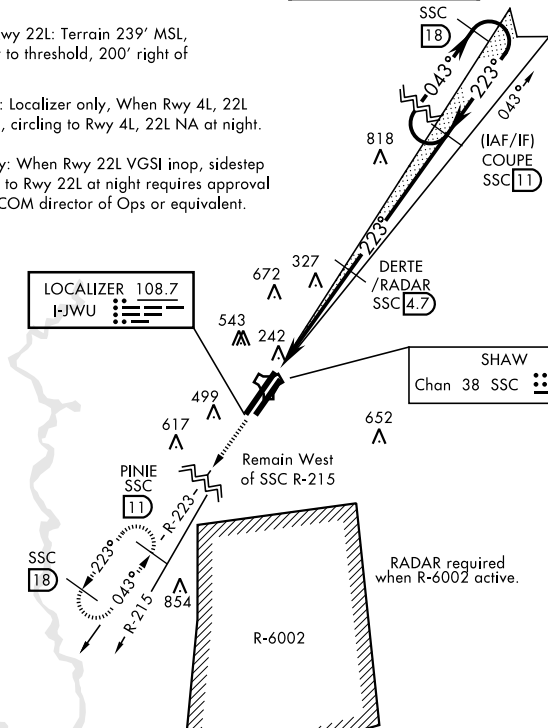 wy 22L: Terrain 239' MSL,
to threshold, 200' right of
: Localizer only, When Rwy 4L, 22L
, circling to Rwy 4L, 22L NA at night.
y: When Rwy 22L VGSI inop, sidestep
to Rwy 22L at night requires approval
COM director of Ops or equivalent.
SSC
18
043°
223°
043°
818
(IAF/IF)
COUPE
SSC 11
223°
672
327
DERTE
/RADAR
SSC 4.7
LOCALIZER 108.7
I-JWU
543
242
SHAW
Chan 38 SSC
499
617
652
Remain West
of SSC R-215
PINIE
SSC
11
R-223
223°
043°
SSC
18
R-215
854
R-6002
RADAR required
when R-6002 active.